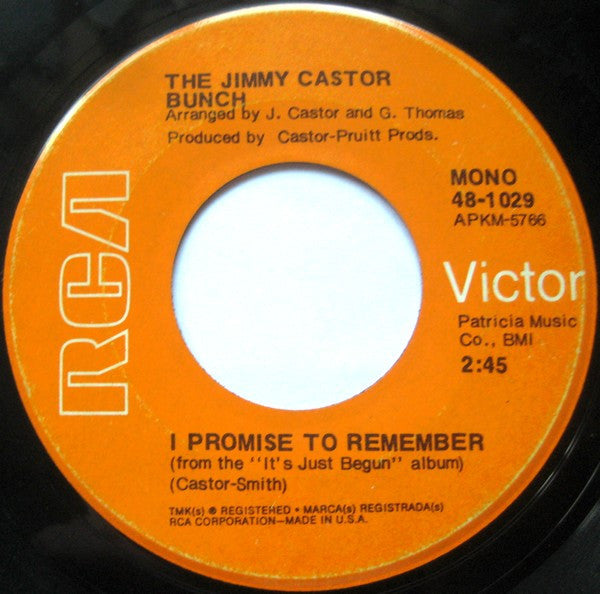 THE JIMMY CASTOR
BUNCH
Arranged by J. Castor and G. Thomas
Produced by Castor-Pruitt Prods.
RCA
MONO
48-1029
APKM-5766
Victor
Patricia Music
Co., BMI
2:45
I PROMISE TO REMEMBER
(from the "It's Just Begun" album)
(Castor-Smith)
TMK(s) ® REGISTERED • MARCA(s) REGISTRADA(s)
RCA CORPORATION—MADE IN U.S.A.